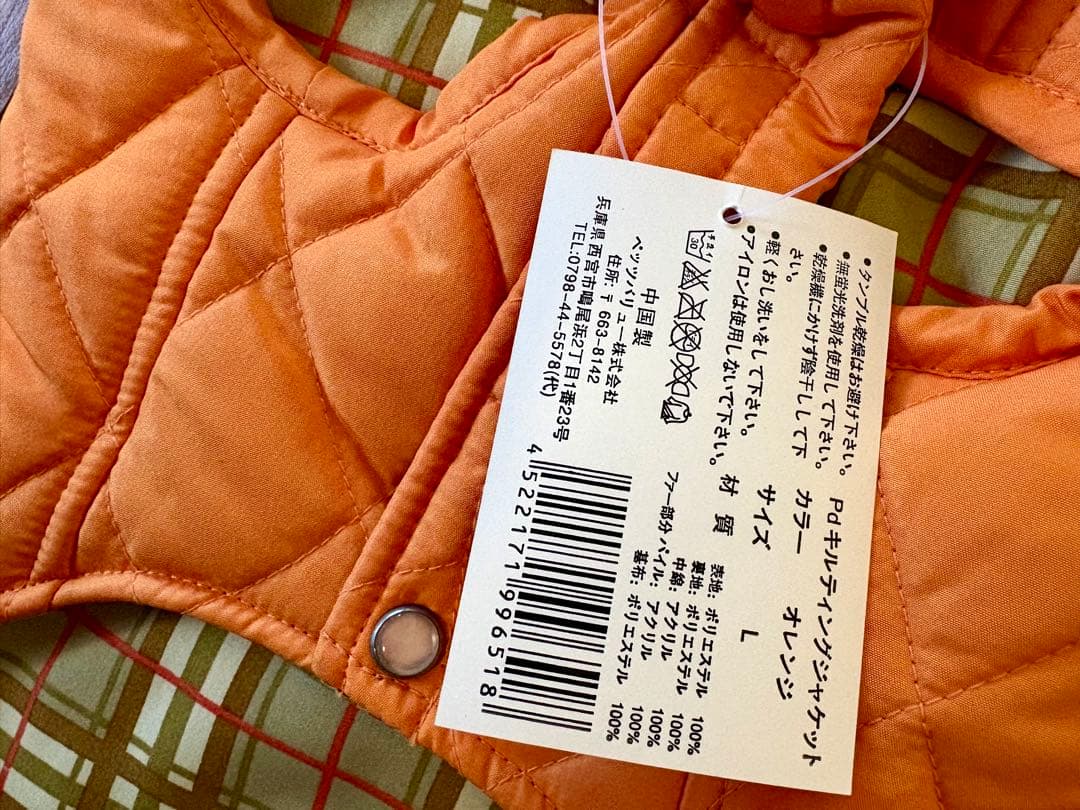 Pd キルティングジャケット
カラー オレンジ
サイズ L
材質 表地: ポリエステル 100%
裏地: ポリエステル 100%
中綿: アクリル 100%
ファー部分 パイル: アクリル 100%
基布: ポリエステル 100%
•タンブル乾燥はお避け下さい。
•無蛍光洗剤を使用して下さい。
•乾燥機にかけず陰干しして下
さい。
•軽くおし洗いをして下さい。
•アイロンは使用しないで下さい。
30
中国製
ペッツバリュー株式会社
住所: 〒663-8142
兵庫県西宮市鳴尾浜2丁目1番23号
TEL:0798-44-5578(代)
4522171996518